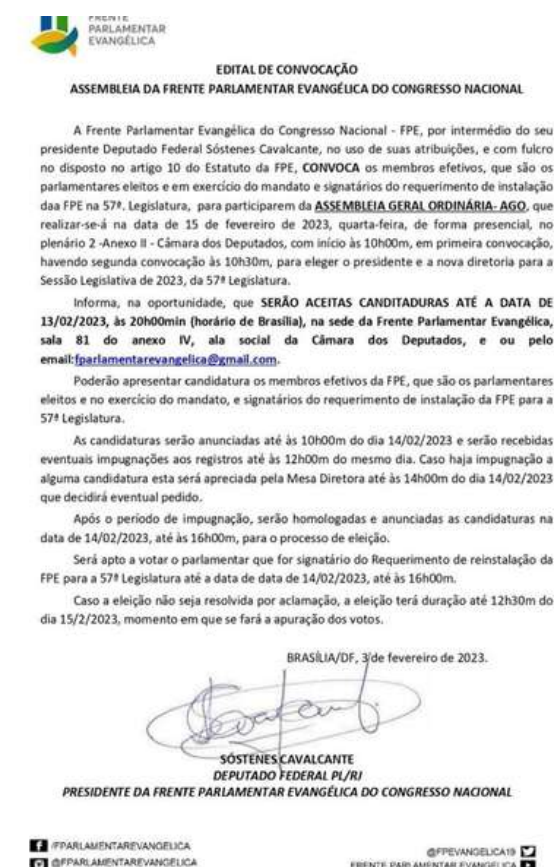 FRENTE
PARLAMENTAR
EVANGÉLICA
EDITAL DE CONVOCAÇÃO
ASSEMBLEIA DA FRENTE PARLAMENTAR EVANGÉLICA DO CONGRESSO NACIONAL
A Frente Parlamentar Evangélica do Congresso Nacional - FPE, por intermédio do seu
presidente Deputado Federal Sóstenes Cavalcante, no uso de suas atribuições, e com fulcro
no disposto no artigo 10 do Estatuto da FPE, CONVOCA os membros efetivos, que são os
parlamentares eleitos e em exercício do mandato e signatários do requerimento de instalação
daa FPE na 57ª. Legislatura, para participarem da ASSEMBLEIA GERAL ORDINÁRIA- AGO, que
realizar-se-á na data de 15 de fevereiro de 2023, quarta-feira, de forma presencial, no
plenário 2 -Anexo II - Câmara dos Deputados, com início às 10h00m, em primeira convocação,
havendo segunda convocação às 10h30m, para eleger o presidente e a nova diretoria para a
Sessão Legislativa de 2023, da 57ª Legislatura.
Informa, na oportunidade, que SERÃO ACEITAS CANDITADURAS ATÉ A DATA DE
13/02/2023, às 20h00min (horário de Brasília), na sede da Frente Parlamentar Evangélica,
sala 81 do anexo IV, ala social da Câmara dos Deputados, e ou pelo
email:fparlamentarevangelica@gmail.com.
Poderão apresentar candidatura os membros efetivos da FPE, que são os parlamentares
eleitos e no exercício do mandato, e signatários do requerimento de instalação da FPE para a
57ª Legislatura.
As candidaturas serão anunciadas até às 10h00m do dia 14/02/2023 e serão recebidas
eventuais impugnações aos registros até às 12h00m do mesmo dia. Caso haja impugnação a
alguma candidatura esta será apreciada pela Mesa Diretora até às 14h00m do dia 14/02/2023
que decidirá eventual pedido.
Após o período de impugnação, serão homologadas e anunciadas as candidaturas na
data de 14/02/2023, até às 16h00m, para o processo de eleição.
Será apto a votar o parlamentar que for signatário do Requerimento de reinstalação da
FPE para a 57ª Legislatura até a data de data de 14/02/2023, até às 16h00m.
Caso a eleição não seja resolvida por aclamação, a eleição terá duração até 12h30m do
dia 15/2/2023, momento em que se fará a apuração dos votos.
BRASÍLIA/DF, 3 de fevereiro de 2023.
SÓSTENES CAVALCANTE
DEPUTADO FEDERAL PL/RJ
PRESIDENTE DA FRENTE PARLAMENTAR EVANGÉLICA DO CONGRESSO NACIONAL
/FPARLAMENTAREVANGELICA
@FPEVANGELICA19
@FPARLAMENTAREVANGELICA
FRENTE PARLAMENTAR EVANGELICA